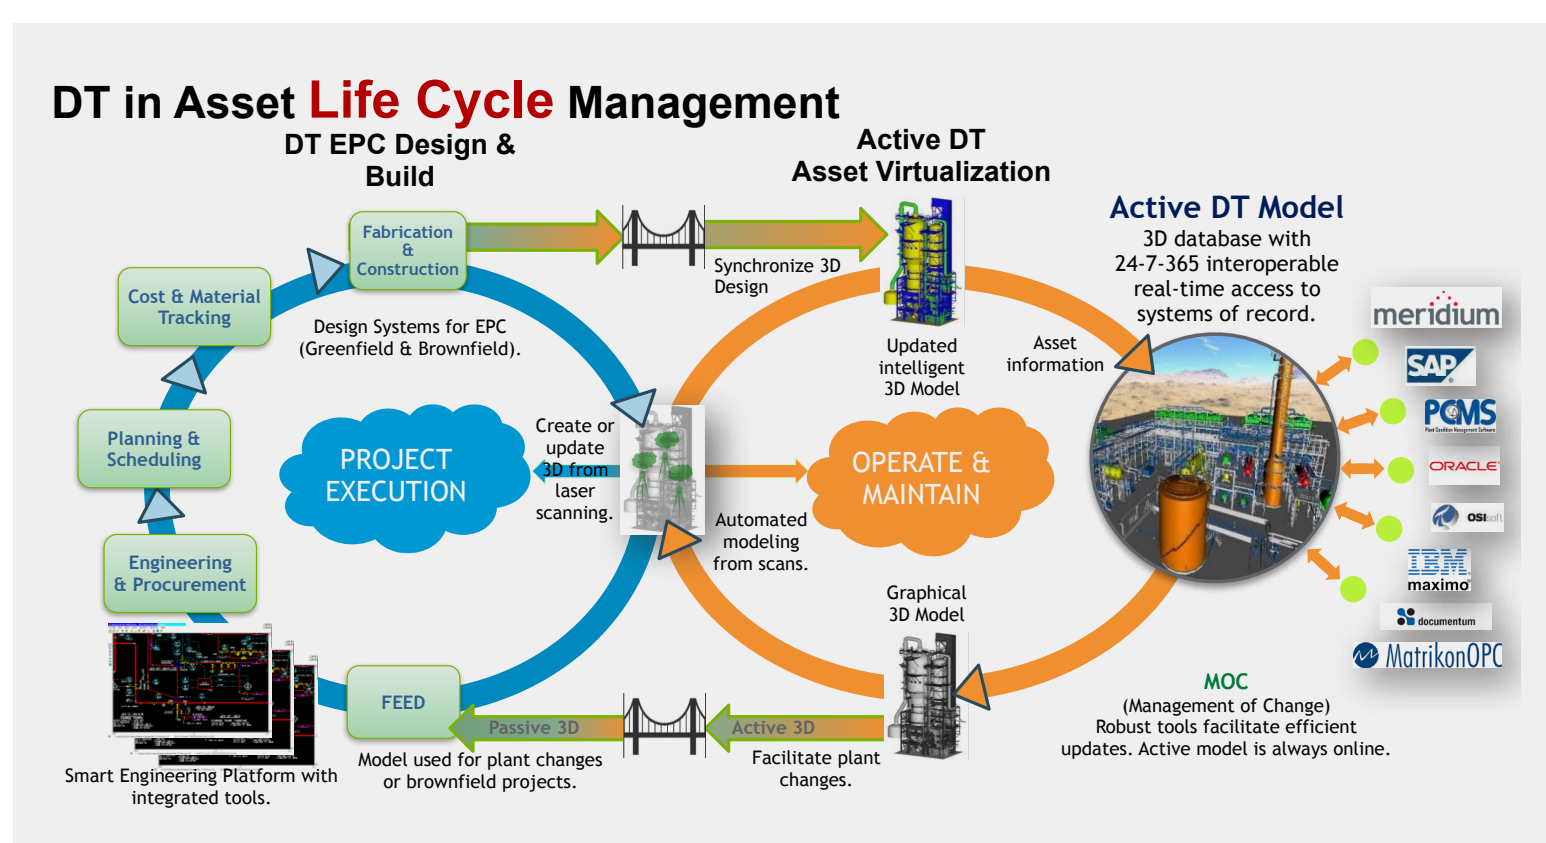 DT in Asset Life Cycle Management
DT EPC Design &
Build
Active DT
Asset Virtualization
Active DT Model
3D database with
24-7-365 interoperable
real-time access to
systems of record.
Fabrication
&
Construction
Cost & Material
Tracking
Planning &
Scheduling
Engineering
& Procurement
FEED
Design Systems for EPC
(Greenfield & Brownfield).
Synchronize 3D
Design
Updated
intelligent
3D Model
Asset
information
PROJECT
EXECUTION
Create or
update
3D from
laser
scanning.
OPERATE &
MAINTAIN
Automated
modeling
from scans.
Graphical
3D Model
Passive 3D
Active 3D
Model used for plant changes
or brownfield projects.
Facilitate plant
changes.
Smart Engineering Platform with
integrated tools.
meridium
SAP
®
PCMS
Plant Condition Management Software
ORACLE
OSIsoft
IBM
maximo
documentum
MatrikonOPC
MOC
(Management of Change)
Robust tools facilitate efficient
updates. Active model is always online.